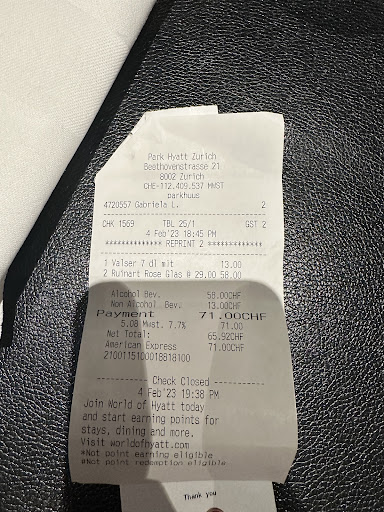 Park Hyatt Zurich
Beethovenstrasse 21
8002 Zurich
CHE-112.409.537 MWST
parkhuus
4720557 Gabriela L. 2
CHK 1569 TBL 25/1 GST 2
4 Feb'23 18:45 PM
************** REPRINT 2 *************
1 Valser 7 dl mit 13.00
2 Ruinart Rose Glas @ 29.00 58.00
Alcohol Bev. 58.00CHF
Non Alcohol Bev. 13.00CHF
Payment 71.00CHF
5.08 Mwst. 7.7% 71.00
Net Total: 65.92CHF
American Express 71.00CHF
2100115100018818100
---------- Check Closed ----------
4 Feb'23 19:38 PM
Join World of Hyatt today
and start earning points for
stays, dining and more.
Visit worldofhyatt.com
*Not point earning eligible
#Not point redemption eligible
Thank you